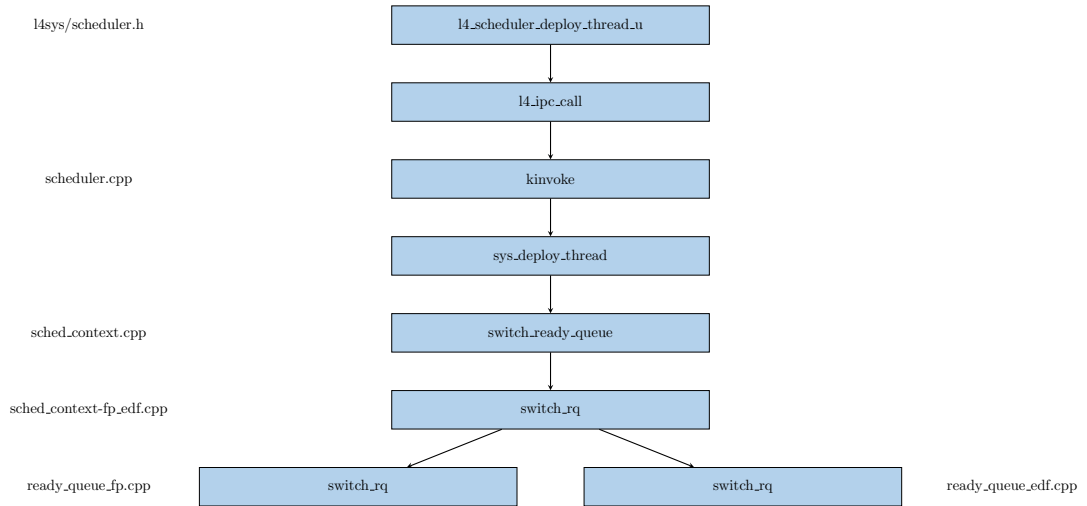 l4sys/scheduler.h
l4_scheduler_deploy_thread_u
l4_ipc_call
scheduler.cpp
kinvoke
sys_deploy_thread
sched_context.cpp
switch_ready_queue
sched_context-fp_edf.cpp
switch_rq
ready_queue_fp.cpp
switch_rq
switch_rq
ready_queue_edf.cpp